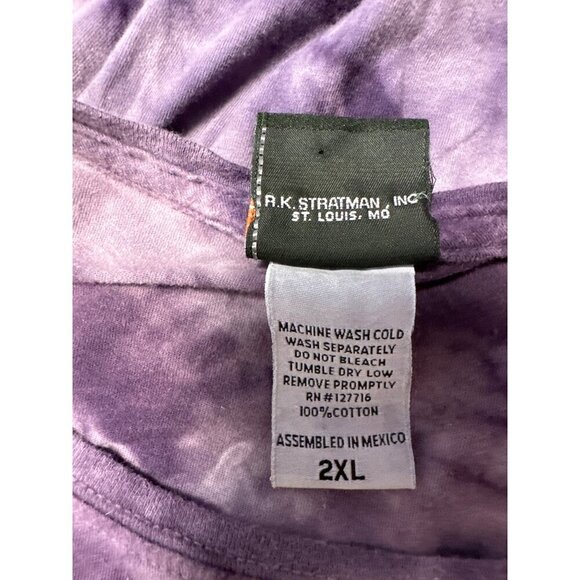 R.K. STRATMAN, INC
ST. LOUIS, MO
MACHINE WASH COLD
WASH SEPARATELY
DO NOT BLEACH
TUMBLE DRY LOW
REMOVE PROMPTLY
RN#127716
100%COTTON
ASSEMBLED IN MEXICO
2XL